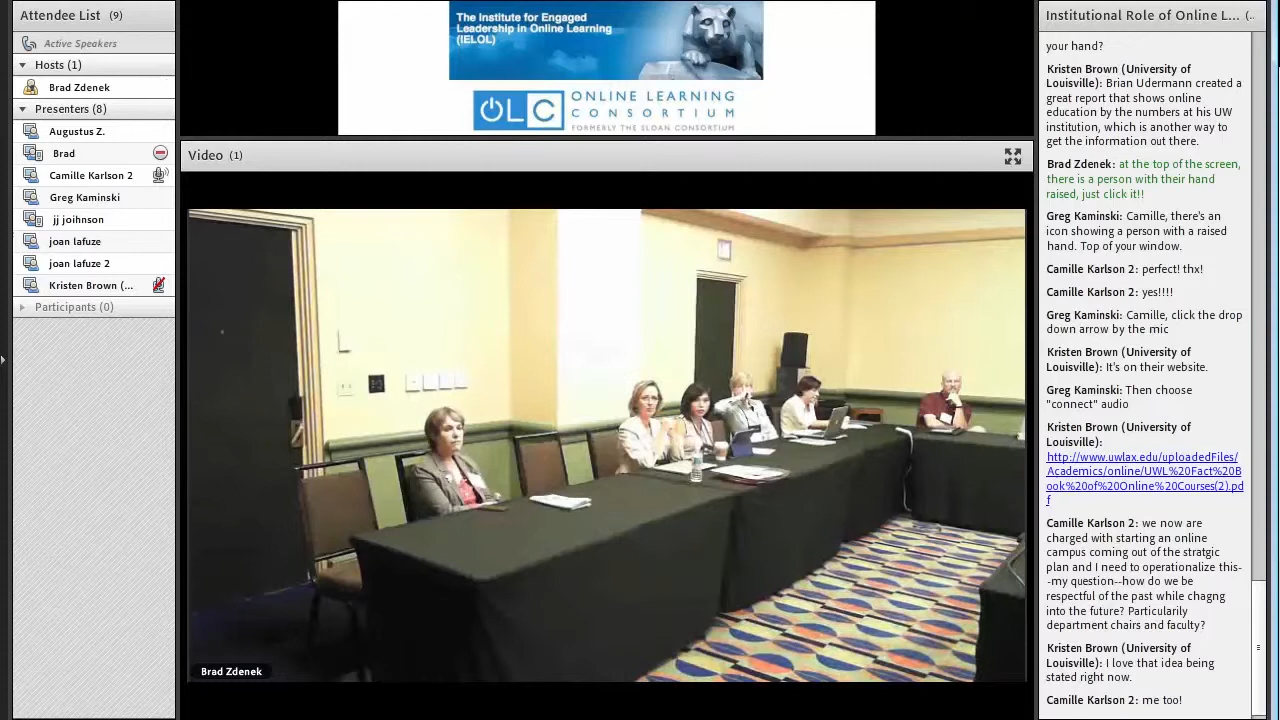 Attendee List (9)
Active Speakers
Hosts (1)
Brad Zdenek
Presenters (8)
Augustus Z.
Brad
Camille Karlson 2
Greg Kaminski
jj joihnson
joan lafuze
joan lafuze 2
Kristen Brown (...
Participants (0)
The Institute for Engaged
Leadership in Online Learning
(IELOL)
OLC
ONLINE LEARNING
CONSORTIUM
FORMERLY THE SLOAN CONSORTIUM
Video (1)
Brad Zdenek
Institutional Role of Online L... (..
your hand?
Kristen Brown (University of
Louisville): Brian Udermann created a
great report that shows online
education by the numbers at his UW
institution, which is another way to
get the information out there.
Brad Zdenek: at the top of the screen,
there is a person with their hand
raised, just click it!!
Greg Kaminski: Camille, there's an
icon showing a person with a raised
hand. Top of your window.
Camille Karlson 2: perfect! thx!
Camille Karlson 2: yes!!!!
Greg Kaminski: Camille, click the drop
down arrow by the mic
Kristen Brown (University of
Louisville): It's on their website.
Greg Kaminski: Then choose
"connect" audio
Kristen Brown (University of
Louisville):
http://www.uwlax.edu/uploadedFiles/
Academics/online/UWL%20Fact%20B
ook%20of%20Online%20Courses(2).pd
f
Camille Karlson 2: we now are
charged with starting an online
campus coming out of the stratgic
plan and I need to operationalize this-
-my question--how do we be
respectful of the past while chagng
into the future? Particularily
department chairs and faculty?
Kristen Brown (University of
Louisville): I love that idea being
stated right now.
Camille Karlson 2: me too!